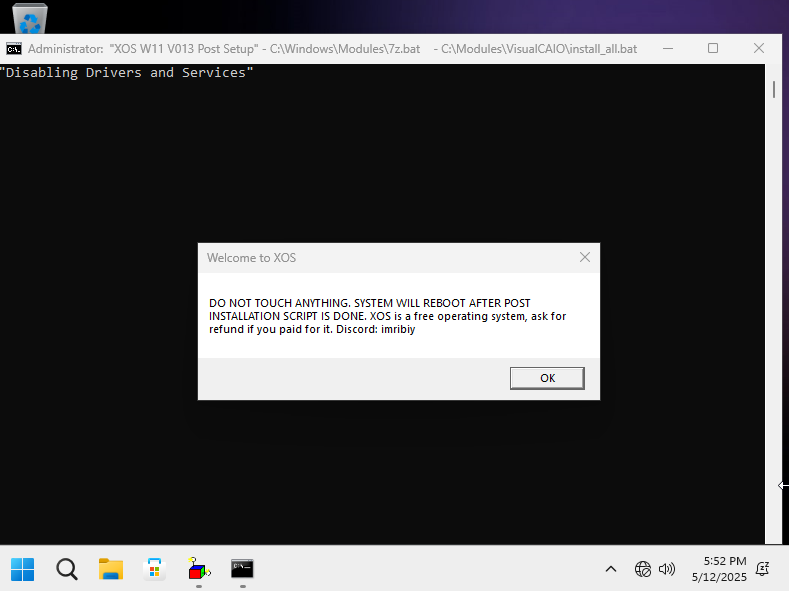 Administrator:  "XOS W11 V013 Post Setup" - C:\Windows\Modules\7z.bat   - C:\Modules\VisualCAIO\install_all.bat
"Disabling Drivers and Services"
Welcome to XOS
DO NOT TOUCH ANYTHING. SYSTEM WILL REBOOT AFTER POST
INSTALLATION SCRIPT IS DONE. XOS is a free operating system, ask for
refund if you paid for it. Discord: imribiy
OK
5:52 PM
5/12/2025